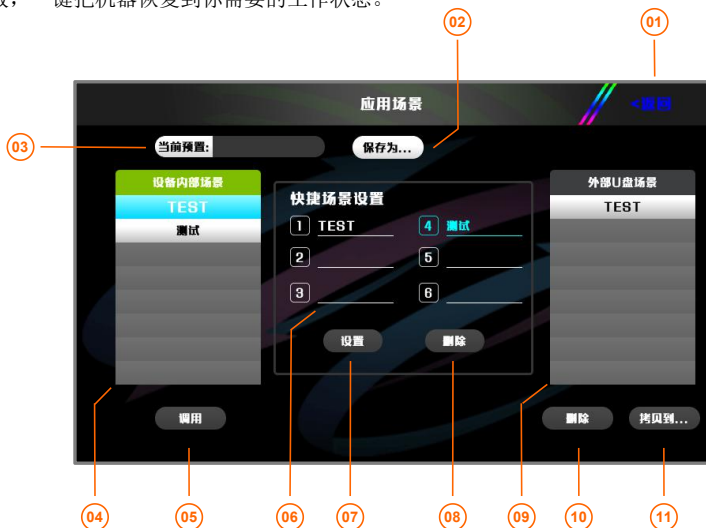 一键把机器恢复到你需要的工作状态。
02
01
应用场景
<返回
03
当前预置:
保存为...
设备内部场景
TEST
测试
快捷场景设置
1 TEST
4 测试
2
5
3
6
设置
删除
外部U盘场景
TEST
调用
删除
拷贝到...
04
05
06
07
08
09
10
11